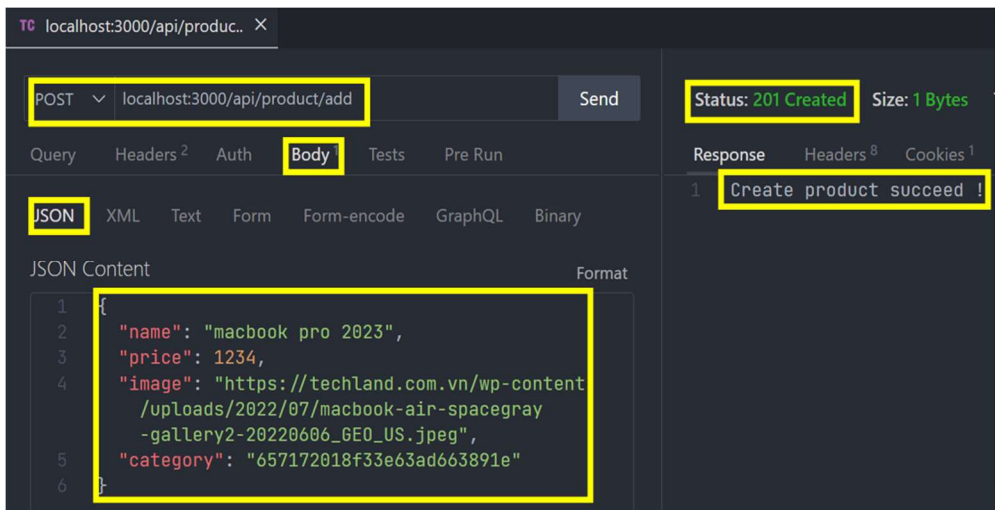 TC localhost:3000/api/produc..
POST localhost:3000/api/product/add Send
Query Headers 2 Auth Body 1 Tests Pre Run
JSON XML Text Form Form-encode GraphQL Binary
JSON Content Format
1 {
2 "name": "macbook pro 2023",
3 "price": 1234,
4 "image": "https://techland.com.vn/wp-content
/uploads/2022/07/macbook-air-spacegray
-gallery2-20220606_GEO_US.jpeg",
5 "category": "657172018f33e63ad663891e"
6 }
Status: 201 Created Size: 1 Bytes
Response Headers 8 Cookies 1
1 Create product succeed !